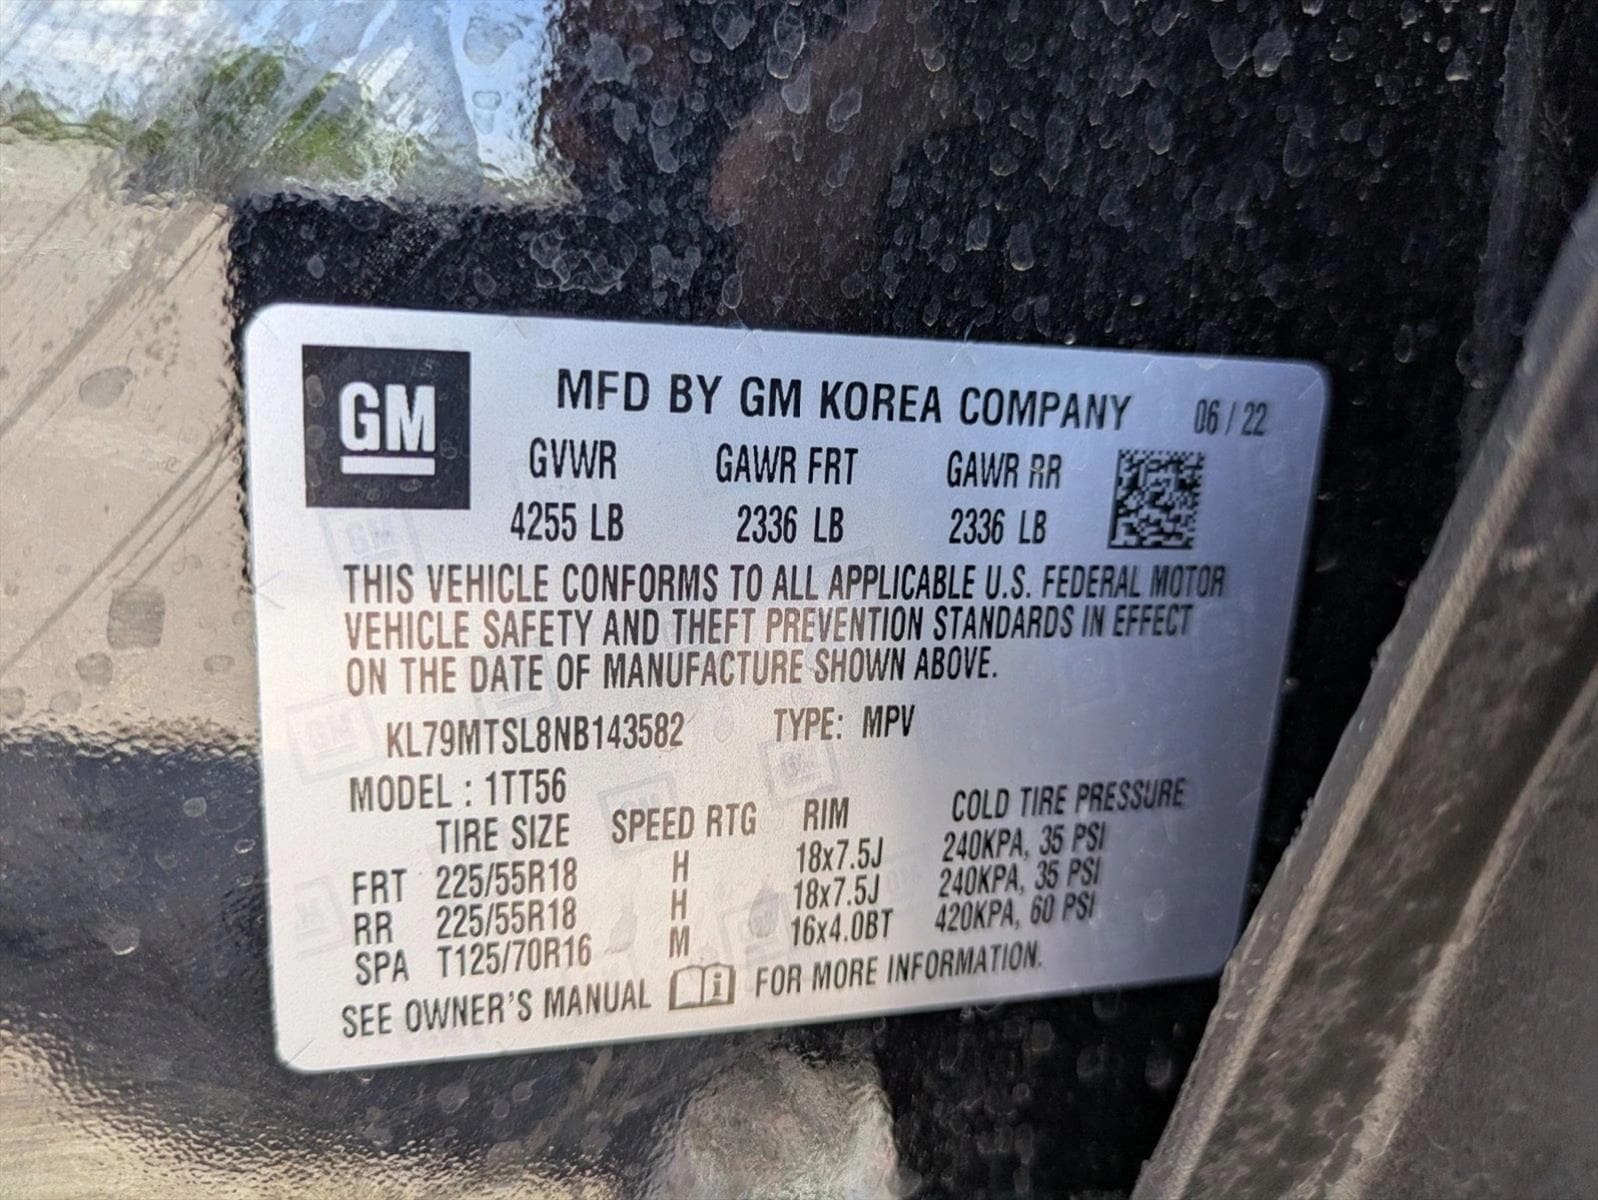 GM
MFD BY GM KOREA COMPANY 06 / 22
GVWR GAWR FRT GAWR RR
4255 LB 2336 LB 2336 LB
THIS VEHICLE CONFORMS TO ALL APPLICABLE U.S. FEDERAL MOTOR
VEHICLE SAFETY AND THEFT PREVENTION STANDARDS IN EFFECT
ON THE DATE OF MANUFACTURE SHOWN ABOVE.
KL79MTSL8NB143582 TYPE: MPV
MODEL : 1TT56
TIRE SIZE SPEED RTG RIM COLD TIRE PRESSURE
FRT 225/55R18 H 18x7.5J 240KPA, 35 PSI
RR 225/55R18 H 18x7.5J 240KPA, 35 PSI
SPA T125/70R16 M 16x4.0BT 420KPA, 60 PSI
SEE OWNER'S MANUAL i FOR MORE INFORMATION.